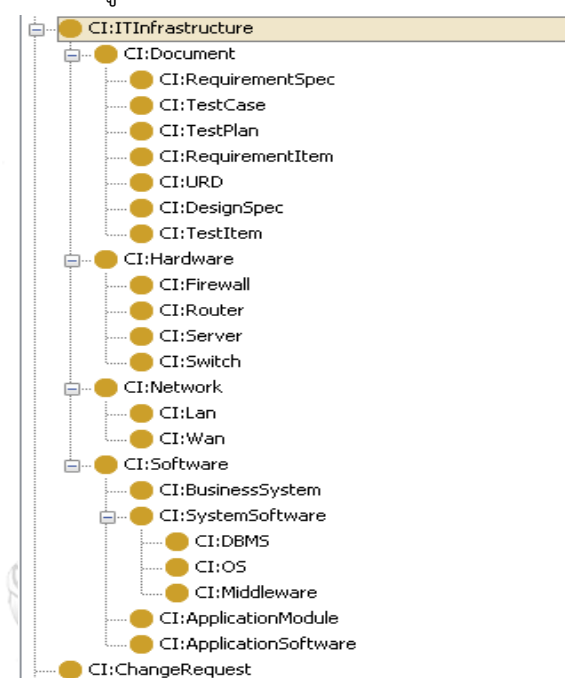 CI:ITInfrastructure
CI:Document
CI:RequirementSpec
CI:TestCase
CI:TestPlan
CI:RequirementItem
CI:URD
CI:DesignSpec
CI:TestItem
CI:Hardware
CI:Firewall
CI:Router
CI:Server
CI:Switch
CI:Network
CI:Lan
CI:Wan
CI:Software
CI:BusinessSystem
CI:SystemSoftware
CI:DBMS
CI:OS
CI:Middleware
CI:ApplicationModule
CI:ApplicationSoftware
CI:ChangeRequest